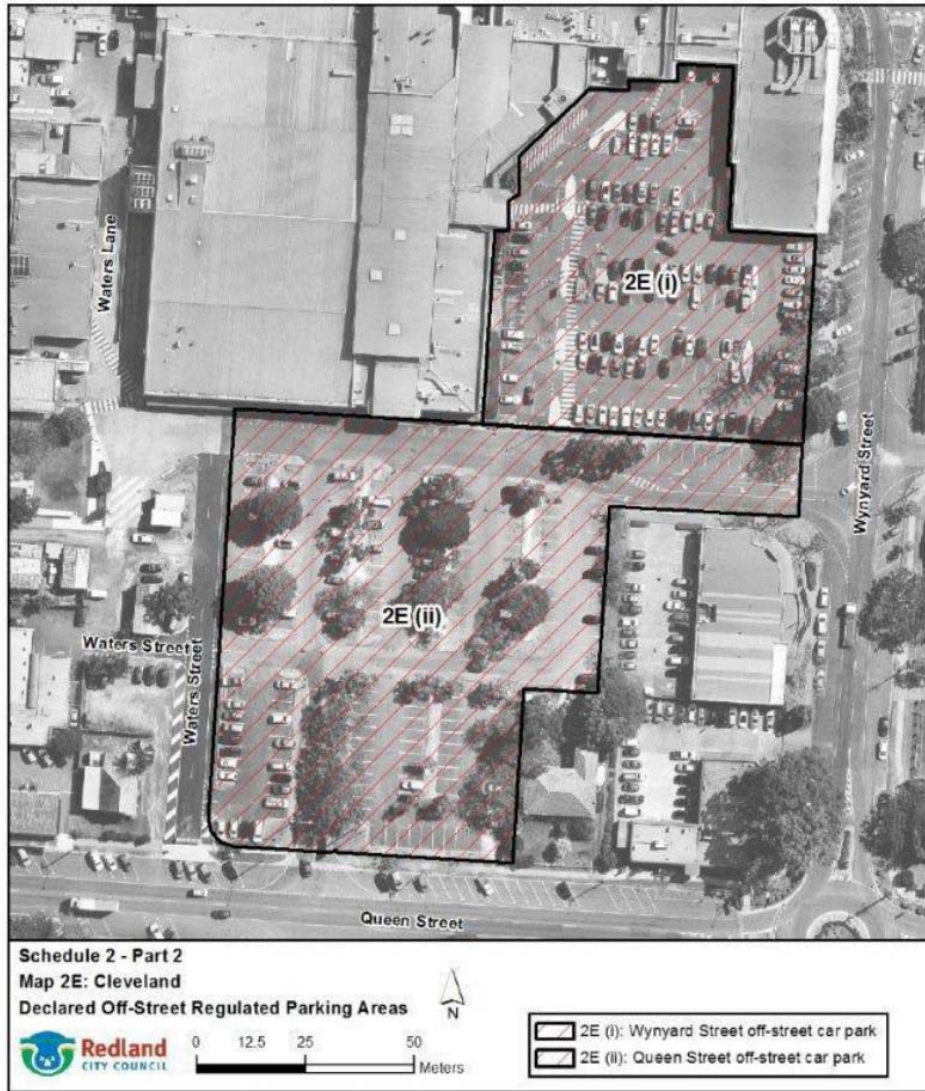 Waters Lane
2E (i)
Wynyard Street
2E (ii)
Waters Street
Waters Street
Queen Street
Schedule 2 - Part 2
Map 2E: Cleveland
Declared Off-Street Regulated Parking Areas
N
Redland
CITY COUNCIL
0 12.5 25 50
Meters
2E (i): Wynyard Street off-street car park
2E (ii): Queen Street off-street car park